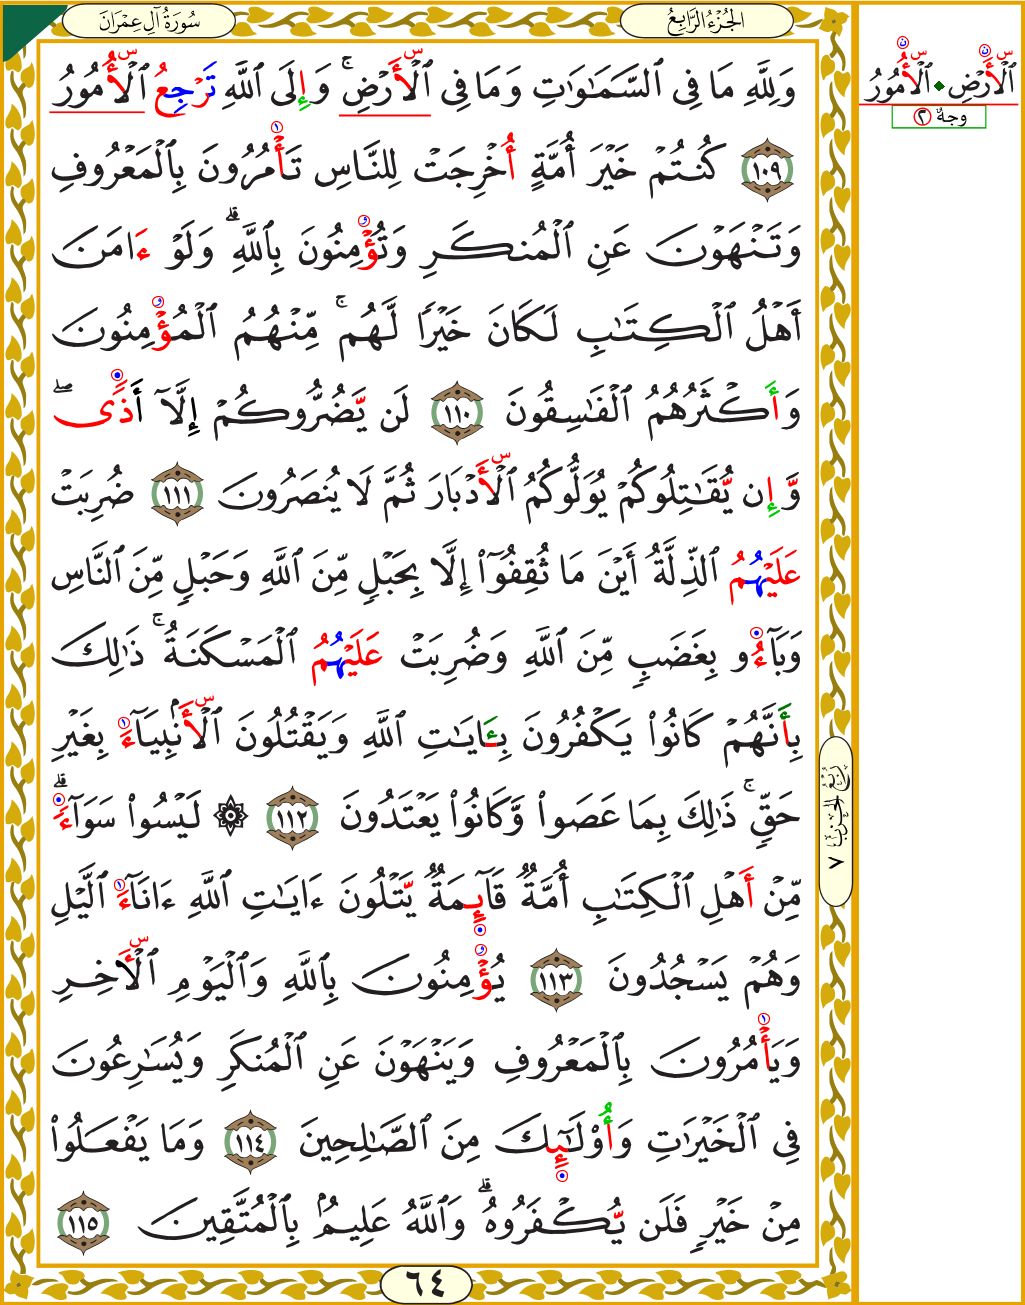 سُورَةُ آلِ عِمْرَانَ
الجُزْءُ الرَّابِعُ
وَلِلَّهِ مَا فِي ٱلسَّمَـٰوَٰتِ وَمَا فِي ٱلْأَرْضِ ۚ وَإِلَى ٱللَّهِ تَرْجِعُ ٱلْأُمُورُ
١٠٩ كُنتُمْ خَيْرَ أُمَّةٍ أُخْرِجَتْ لِلنَّاسِ تَأْمُرُونَ بِٱلْمَعْرُوفِ
وَتَنْهَوْنَ عَنِ ٱلْمُنكَرِ وَتُؤْمِنُونَ بِٱللَّهِ ۗ وَلَوْ ءَامَنَ
أَهْلُ ٱلْكِتَـٰبِ لَكَانَ خَيْرًا لَّهُم ۚ مِّنْهُمُ ٱلْمُؤْمِنُونَ
وَأَكْثَرُهُمُ ٱلْفَـٰسِقُونَ ١١٠ لَن يَضُرُّوكُمْ إِلَّآ أَذًى ۖ
وَإِن يُقَـٰتِلُوكُمْ يُوَلُّوكُمُ ٱلْأَدْبَارَ ثُمَّ لَا يُنصَرُونَ ١١١ ضُرِبَتْ
عَلَيْهُمُ ٱلذِّلَّةُ أَيْنَ مَا ثُقِفُوٓا۟ إِلَّا بِحَبْلٍ مِّنَ ٱللَّهِ وَحَبْلٍ مِّنَ ٱلنَّاسِ
وَبَآءُو بِغَضَبٍ مِّنَ ٱللَّهِ وَضُرِبَتْ عَلَيْهُمُ ٱلْمَسْكَنَةُ ۚ ذَٰلِكَ
بِأَنَّهُمْ كَانُوا۟ يَكْفُرُونَ بِـَٔايَـٰتِ ٱللَّهِ وَيَقْتُلُونَ ٱلْأَنۢبِيَآءَ بِغَيْرِ
حَقٍّ ۚ ذَٰلِكَ بِمَا عَصَوا۟ وَّكَانُوا۟ يَعْتَدُونَ ١١٢ ۞ لَيْسُوا۟ سَوَآءً ۗ
مِّنْ أَهْلِ ٱلْكِتَـٰبِ أُمَّةٌ قَآئِمَةٌ يَتْلُونَ ءَايَـٰتِ ٱللَّهِ ءَانَآءَ ٱلَّيْلِ
وَهُمْ يَسْجُدُونَ ١١٣ يُؤْمِنُونَ بِٱللَّهِ وَٱلْيَوْمِ ٱلْـَٔاخِرِ
وَيَأْمُرُونَ بِٱلْمَعْرُوفِ وَيَنْهَوْنَ عَنِ ٱلْمُنكَرِ وَيُسَـٰرِعُونَ
فِي ٱلْخَيْرَٰتِ وَأُو۟لَـٰٓئِكَ مِنَ ٱلصَّـٰلِحِينَ ١١٤ وَمَا يَفْعَلُوا۟
مِنْ خَيْرٍ فَلَن يُكْفَرُوهُ ۗ وَٱللَّهُ عَلِيمٌۢ بِٱلْمُتَّقِينَ ١١٥
٦٤
ٱلْأَرْضِ ٱلْأُمُورُ
وجهٌ ٢
رُبْعُ الحِزْبِ ٧